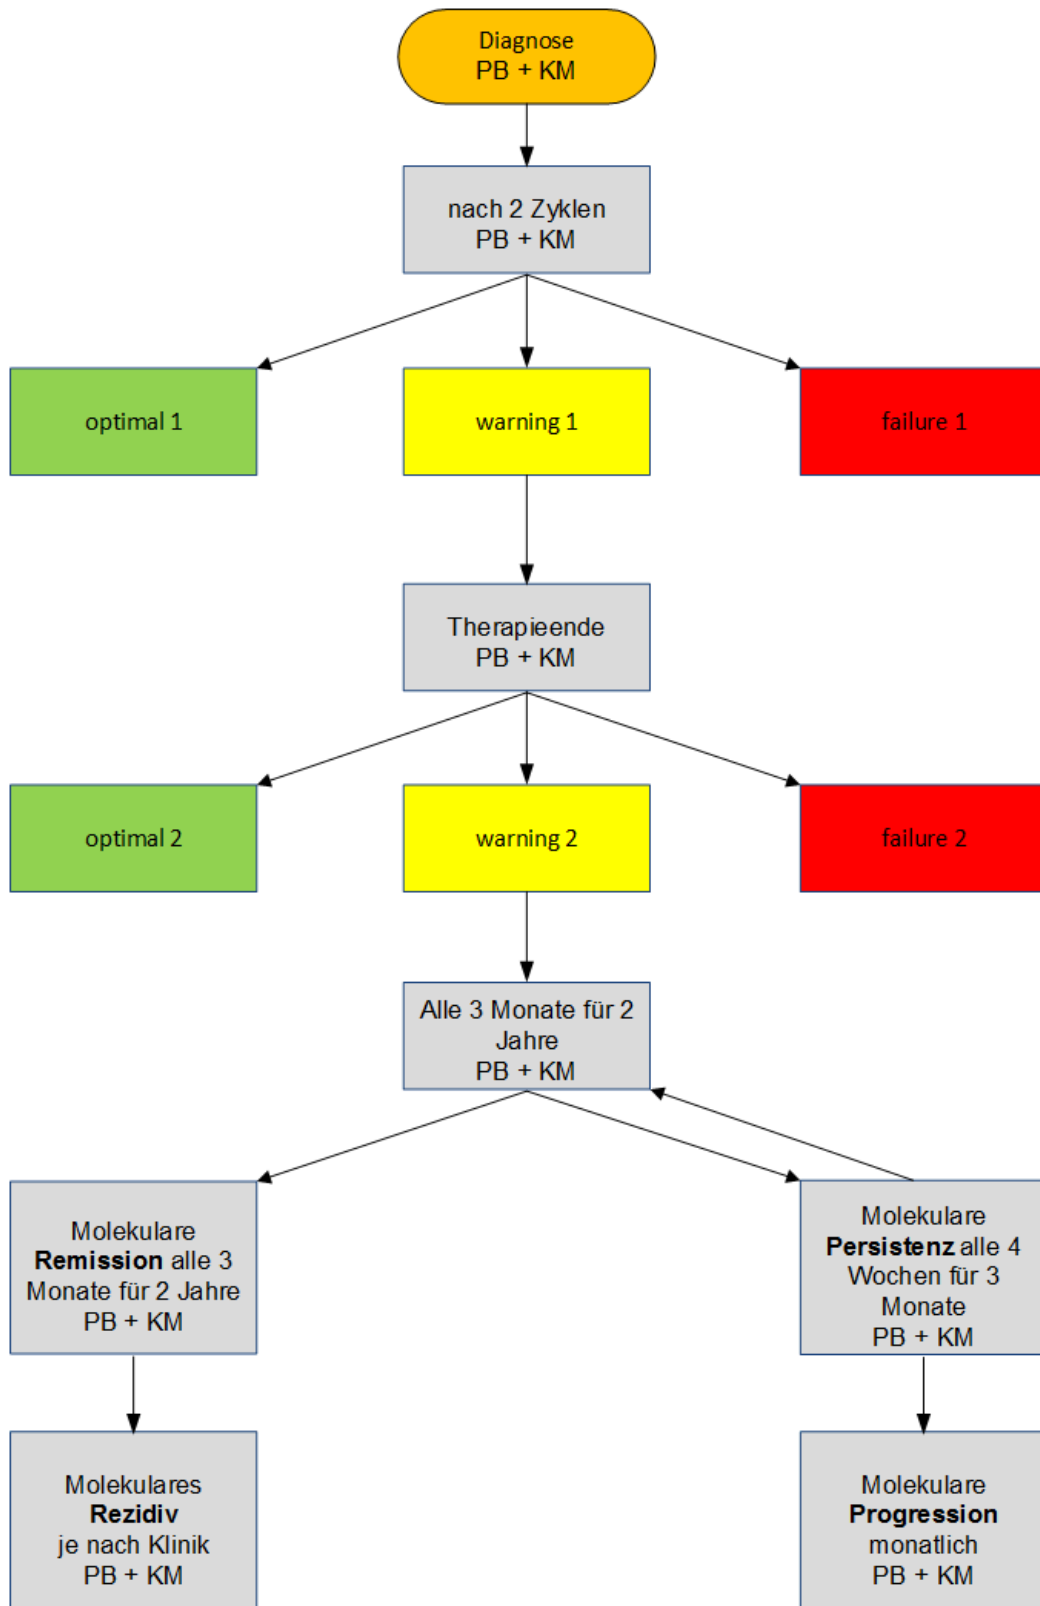 Diagnose
PB + KM
nach 2 Zyklen
PB + KM
optimal 1
warning 1
failure 1
Therapieende
PB + KM
optimal 2
warning 2
failure 2
Alle 3 Monate für 2
Jahre
PB + KM
Molekulare
Remission alle 3
Monate für 2 Jahre
PB + KM
Molekulare
Persistenz alle 4
Wochen für 3
Monate
PB + KM
Molekulares
Rezidiv
je nach Klinik
PB + KM
Molekulare
Progression
monatlich
PB + KM